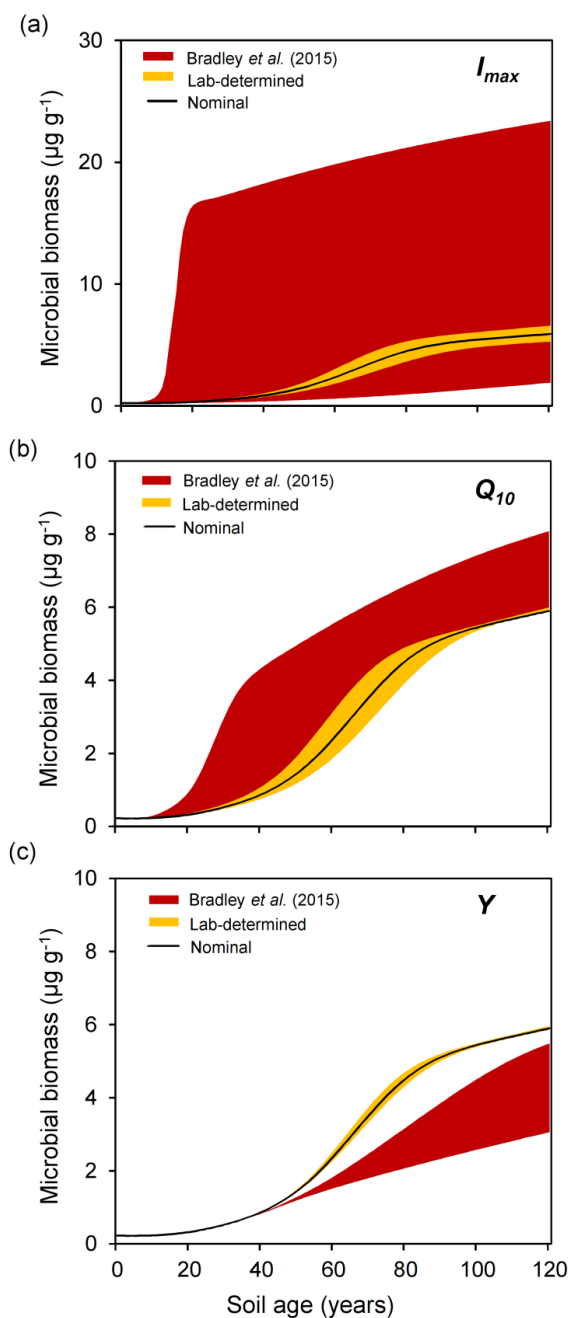 (a)
30
20
10
0
Microbial biomass (µg g⁻¹)
Bradley et al. (2015)
Lab-determined
Nominal
I_max
(b)
10
8
6
4
2
0
Microbial biomass (µg g⁻¹)
Bradley et al. (2015)
Lab-determined
Nominal
Q_10
(c)
10
8
6
4
2
0
Microbial biomass (µg g⁻¹)
Bradley et al. (2015)
Lab-determined
Nominal
Y
0 20 40 60 80 100 120
Soil age (years)